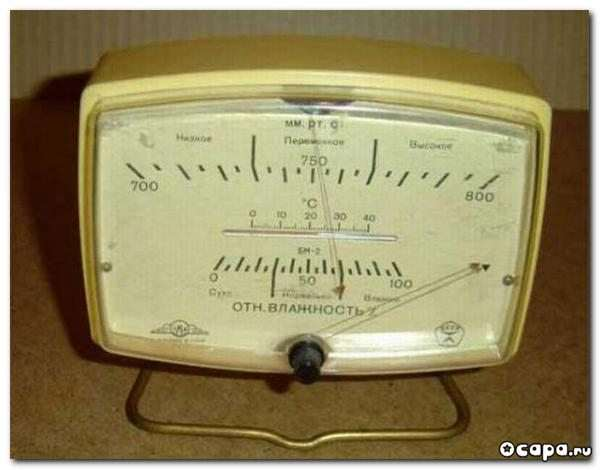 мм. рт. ст.
Низкое Переменное Высокое
700 750 800
°C
0 10 20 30 40
БМ-2
0 50 100
Сухо Нормально Влажно
ОТН. ВЛАЖНОСТЬ %
СССР
Ocapa.ru